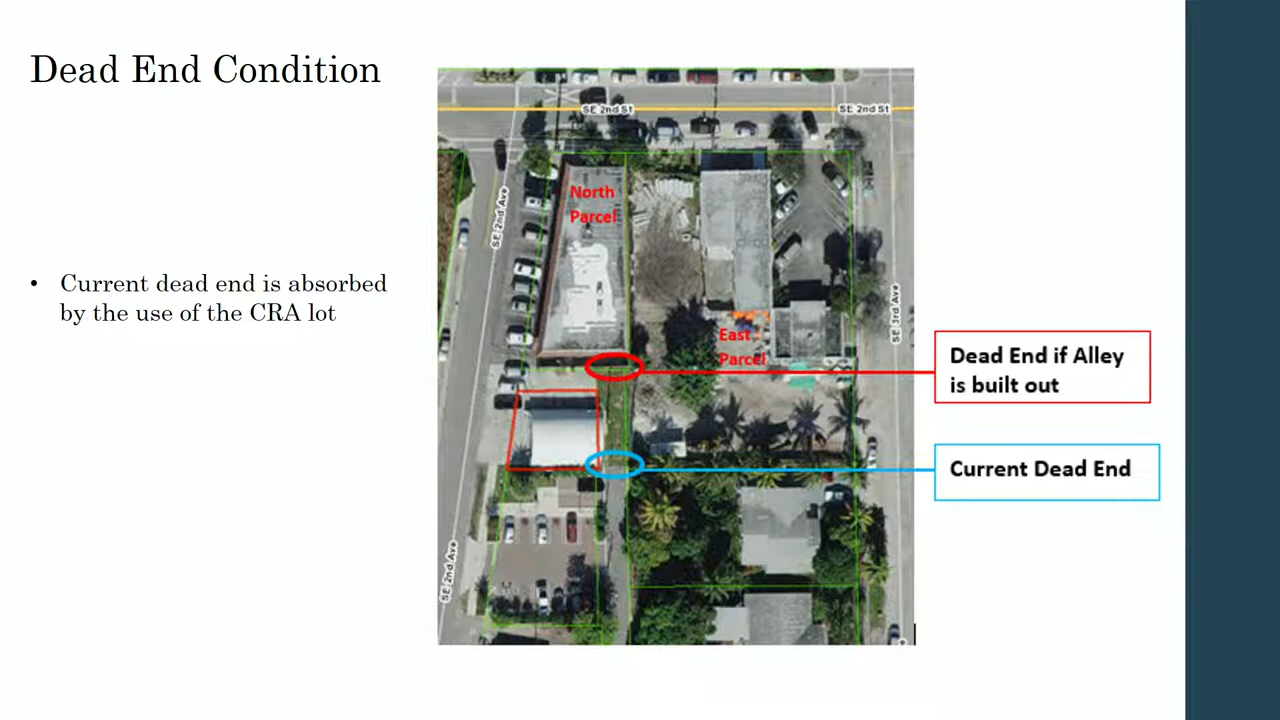 Dead End Condition
• Current dead end is absorbed
by the use of the CRA lot
SE 2nd St
SE 2nd St
SE 2nd Ave
North
Parcel
SE 3rd Ave
East
Parcel
SE 2nd Ave
Dead End if Alley
is built out
Current Dead End